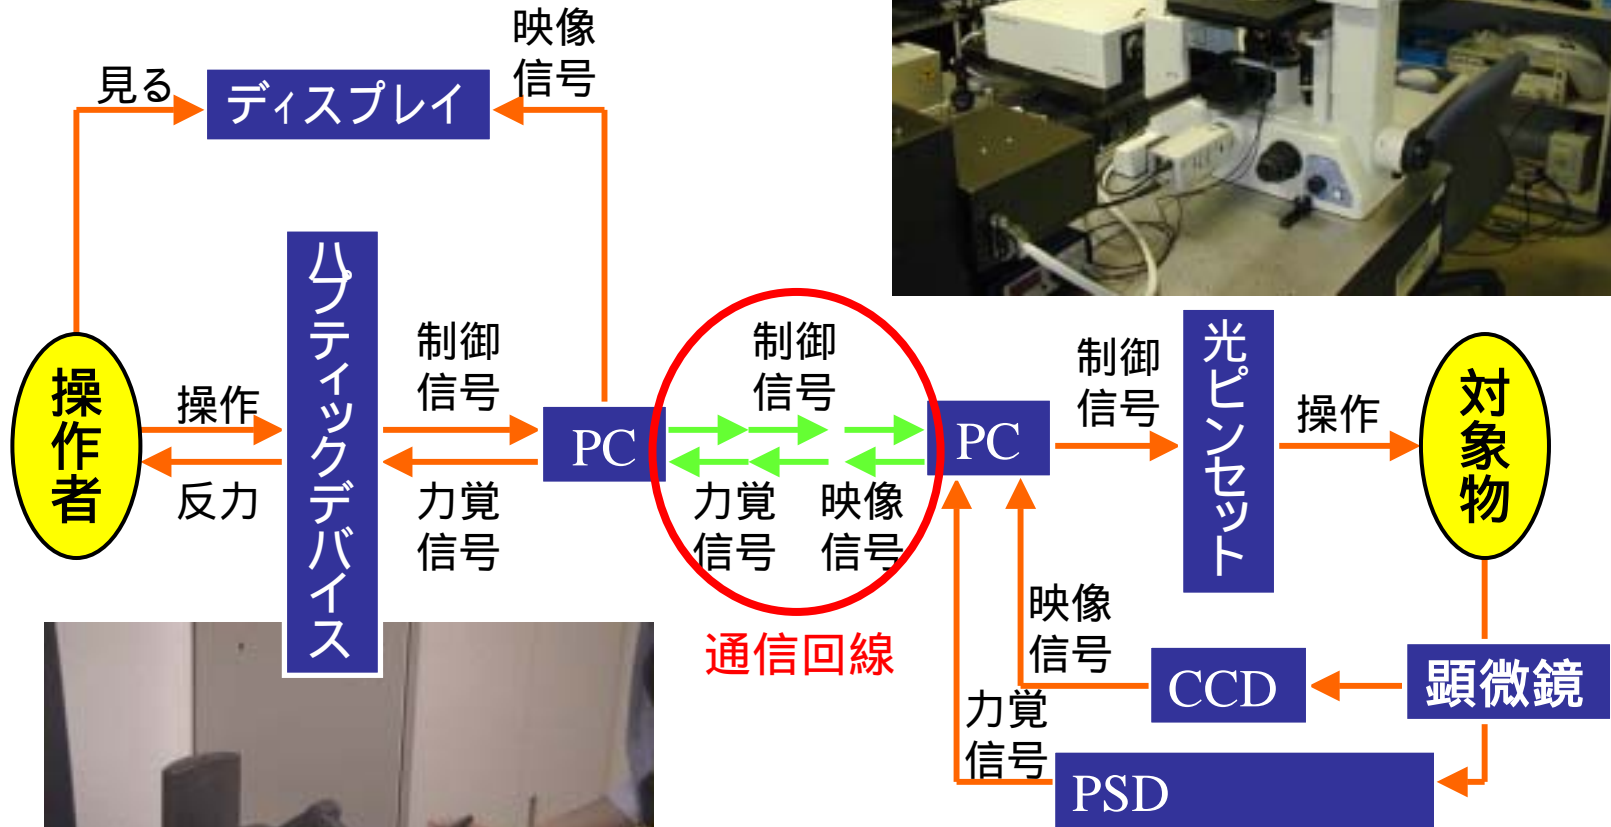 映像
信号
見る
ディスプレイ
ハプティックデバイス
操作者
操作
反力
制御
信号
力覚
信号
PC
制御
信号
力覚
信号
映像
信号
通信回線
PC
制御
信号
光ピンセット
操作
対象物
映像
信号
力覚
信号
CCD
顕微鏡
PSD